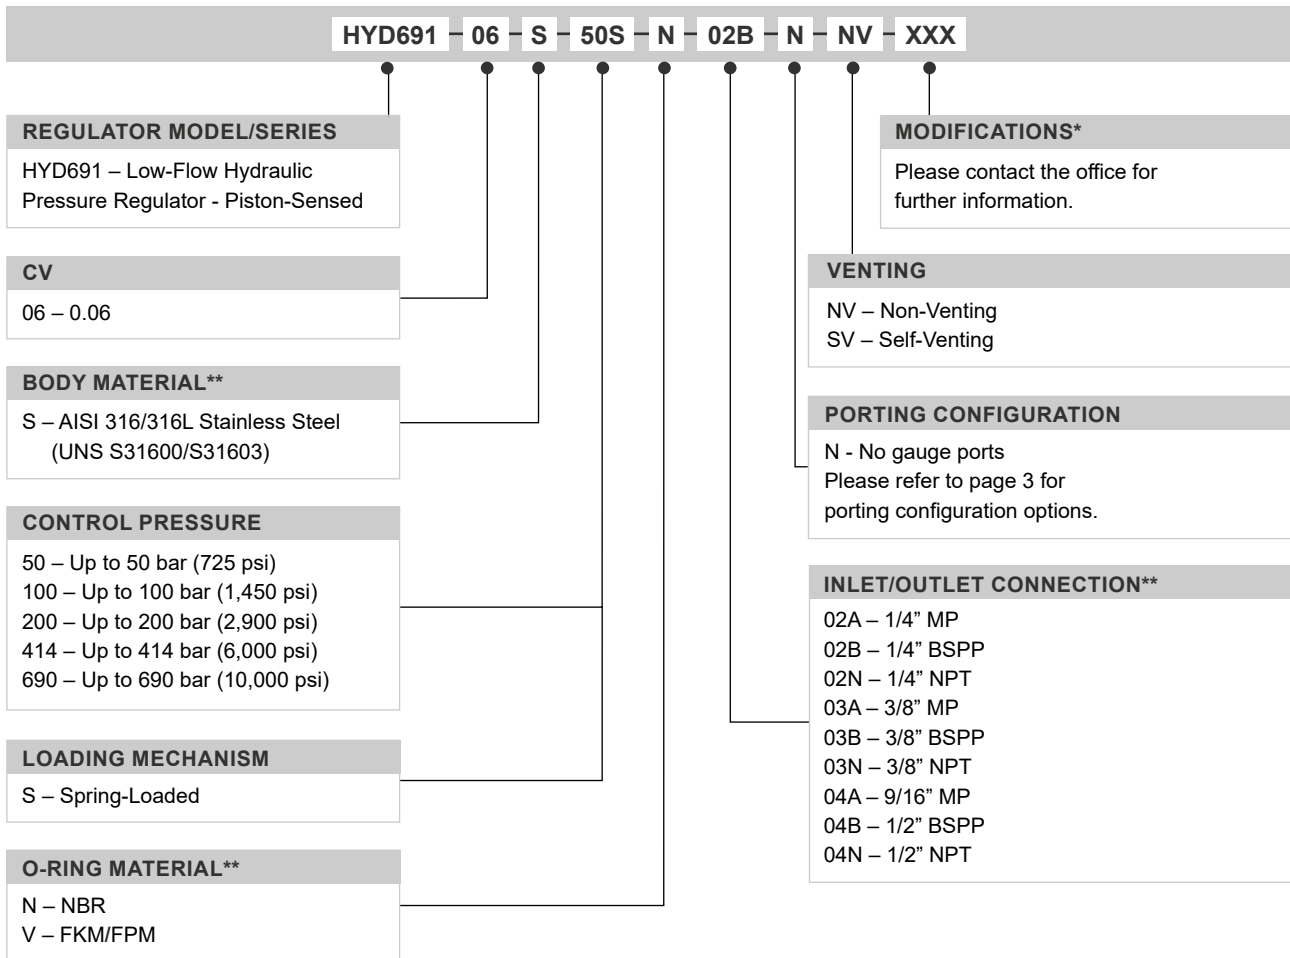 HYD691 06 S 50S N 02B N NV XXX
REGULATOR MODEL/SERIES
HYD691 – Low-Flow Hydraulic
Pressure Regulator - Piston-Sensed
CV
06 – 0.06
BODY MATERIAL**
S – AISI 316/316L Stainless Steel
(UNS S31600/S31603)
CONTROL PRESSURE
50 – Up to 50 bar (725 psi)
100 – Up to 100 bar (1,450 psi)
200 – Up to 200 bar (2,900 psi)
414 – Up to 414 bar (6,000 psi)
690 – Up to 690 bar (10,000 psi)
LOADING MECHANISM
S – Spring-Loaded
O-RING MATERIAL**
N – NBR
V – FKM/FPM
MODIFICATIONS*
Please contact the office for
further information.
VENTING
NV – Non-Venting
SV – Self-Venting
PORTING CONFIGURATION
N - No gauge ports
Please refer to page 3 for
porting configuration options.
INLET/OUTLET CONNECTION**
02A – 1/4” MP
02B – 1/4” BSPP
02N – 1/4” NPT
03A – 3/8” MP
03B – 3/8” BSPP
03N – 3/8” NPT
04A – 9/16” MP
04B – 1/2” BSPP
04N – 1/2” NPT